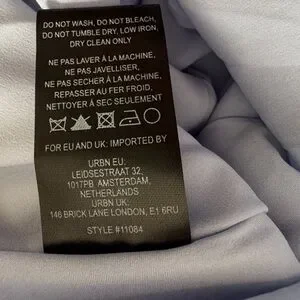 DO NOT WASH, DO NOT BLEACH,
DO NOT TUMBLE DRY, LOW IRON,
DRY CLEAN ONLY
NE PAS LAVER À LA MACHINE,
NE PAS JAVELLISER,
NE PAS SECHER À LA MACHINE,
REPASSER AU FER FROID,
NETTOYER À SEC SEULEMENT
FOR EU AND UK: IMPORTED BY
URBN EU:
LEIDSESTRAAT 32,
1017PB, AMSTERDAM,
NETHERLANDS
URBN UK:
146 BRICK LANE LONDON, E1 6RU
STYLE #11084